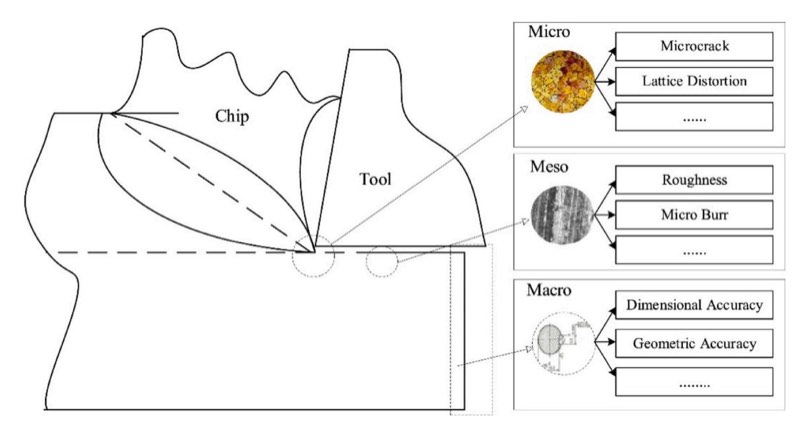 Chip
Tool
Micro
Microcrack
Lattice Distortion
......
Meso
Roughness
Micro Burr
......
Macro
Dimensional Accuracy
Geometric Accuracy
........